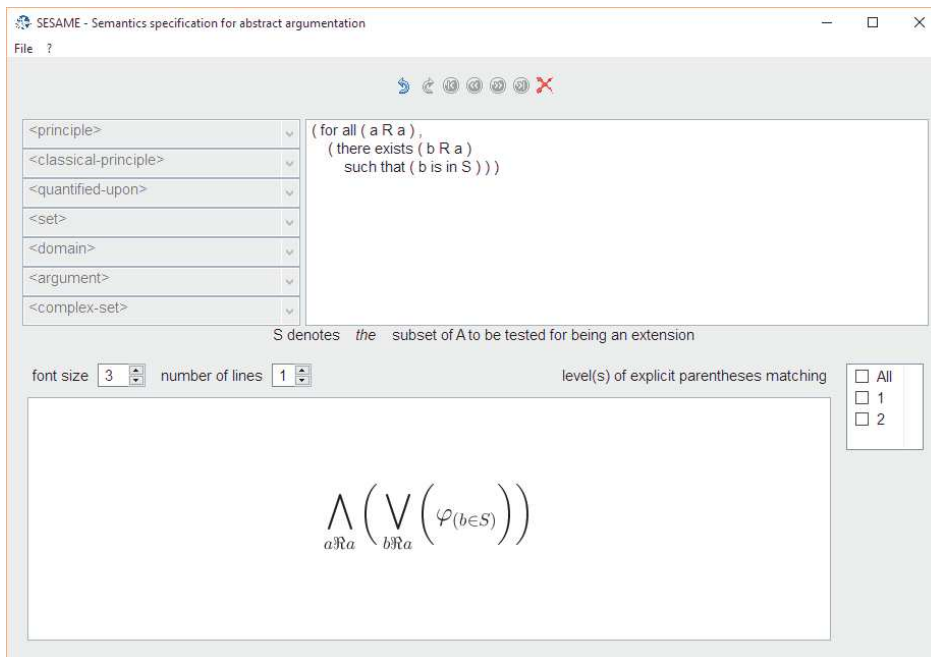 SESAME - Semantics specification for abstract argumentation
File ?
<principle>
<classical-principle>
<quantified-upon>
<set>
<domain>
<argument>
<complex-set>
( for all ( a R a ) ,
( there exists ( b R a )
such that ( b is in S ) ) )
S denotes the subset of A to be tested for being an extension
font size 3 number of lines 1 level(s) of explicit parentheses matching
All
1
2
⋀ ( ⋁ ( φ(b∈S) ) )
aℜa bℜa